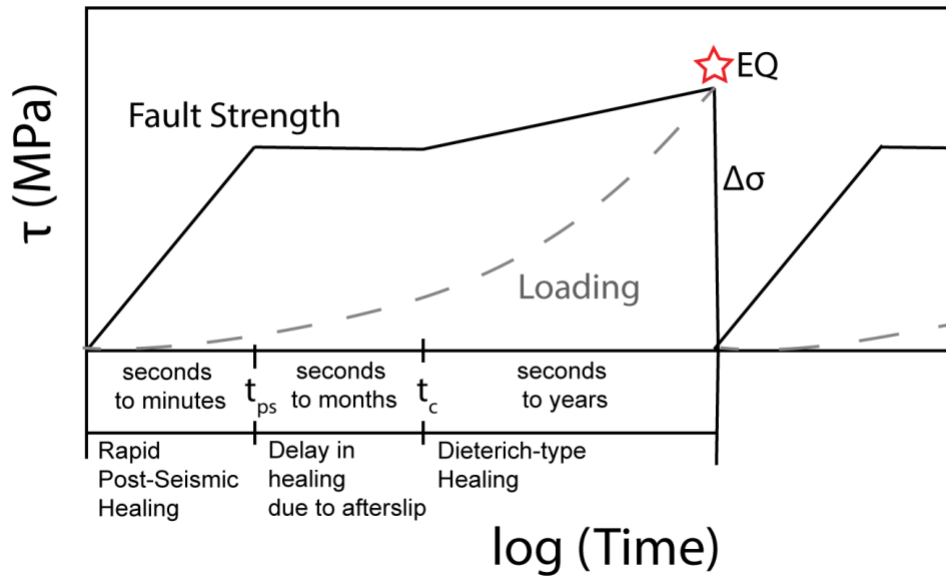 τ (MPa)
Fault Strength
EQ
Δσ
Loading
seconds
to minutes
t_ps
seconds
to months
t_c
seconds
to years
Rapid
Post-Seismic
Healing
Delay in
healing
due to afterslip
Dieterich-type
Healing
log (Time)